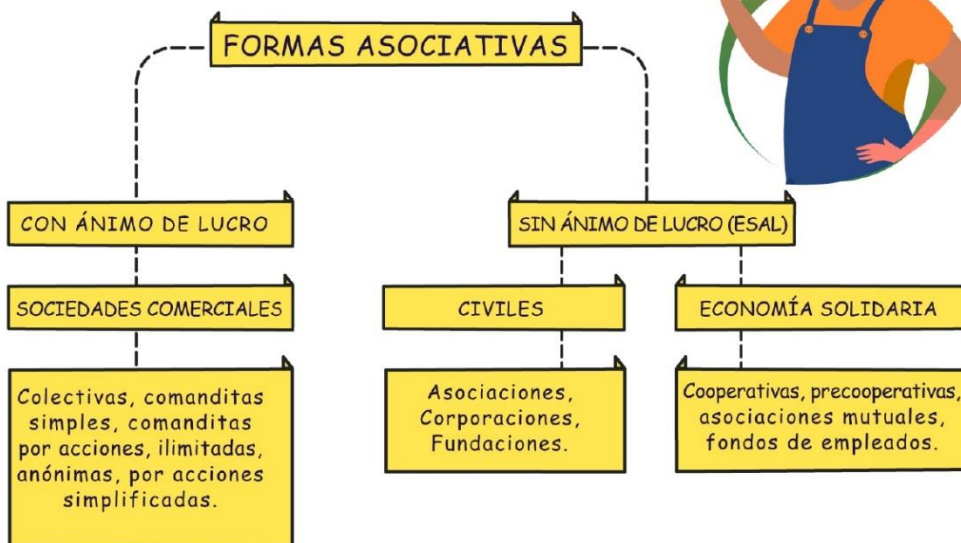 FORMAS ASOCIATIVAS
CON ÁNIMO DE LUCRO
SOCIEDADES COMERCIALES
Colectivas, comanditas
simples, comanditas
por acciones, ilimitadas,
anónimas, por acciones
simplificadas.
SIN ÁNIMO DE LUCRO (ESAL)
CIVILES
Asociaciones,
Corporaciones,
Fundaciones.
ECONOMÍA SOLIDARIA
Cooperativas, precooperativas,
asociaciones mutuales,
fondos de empleados.